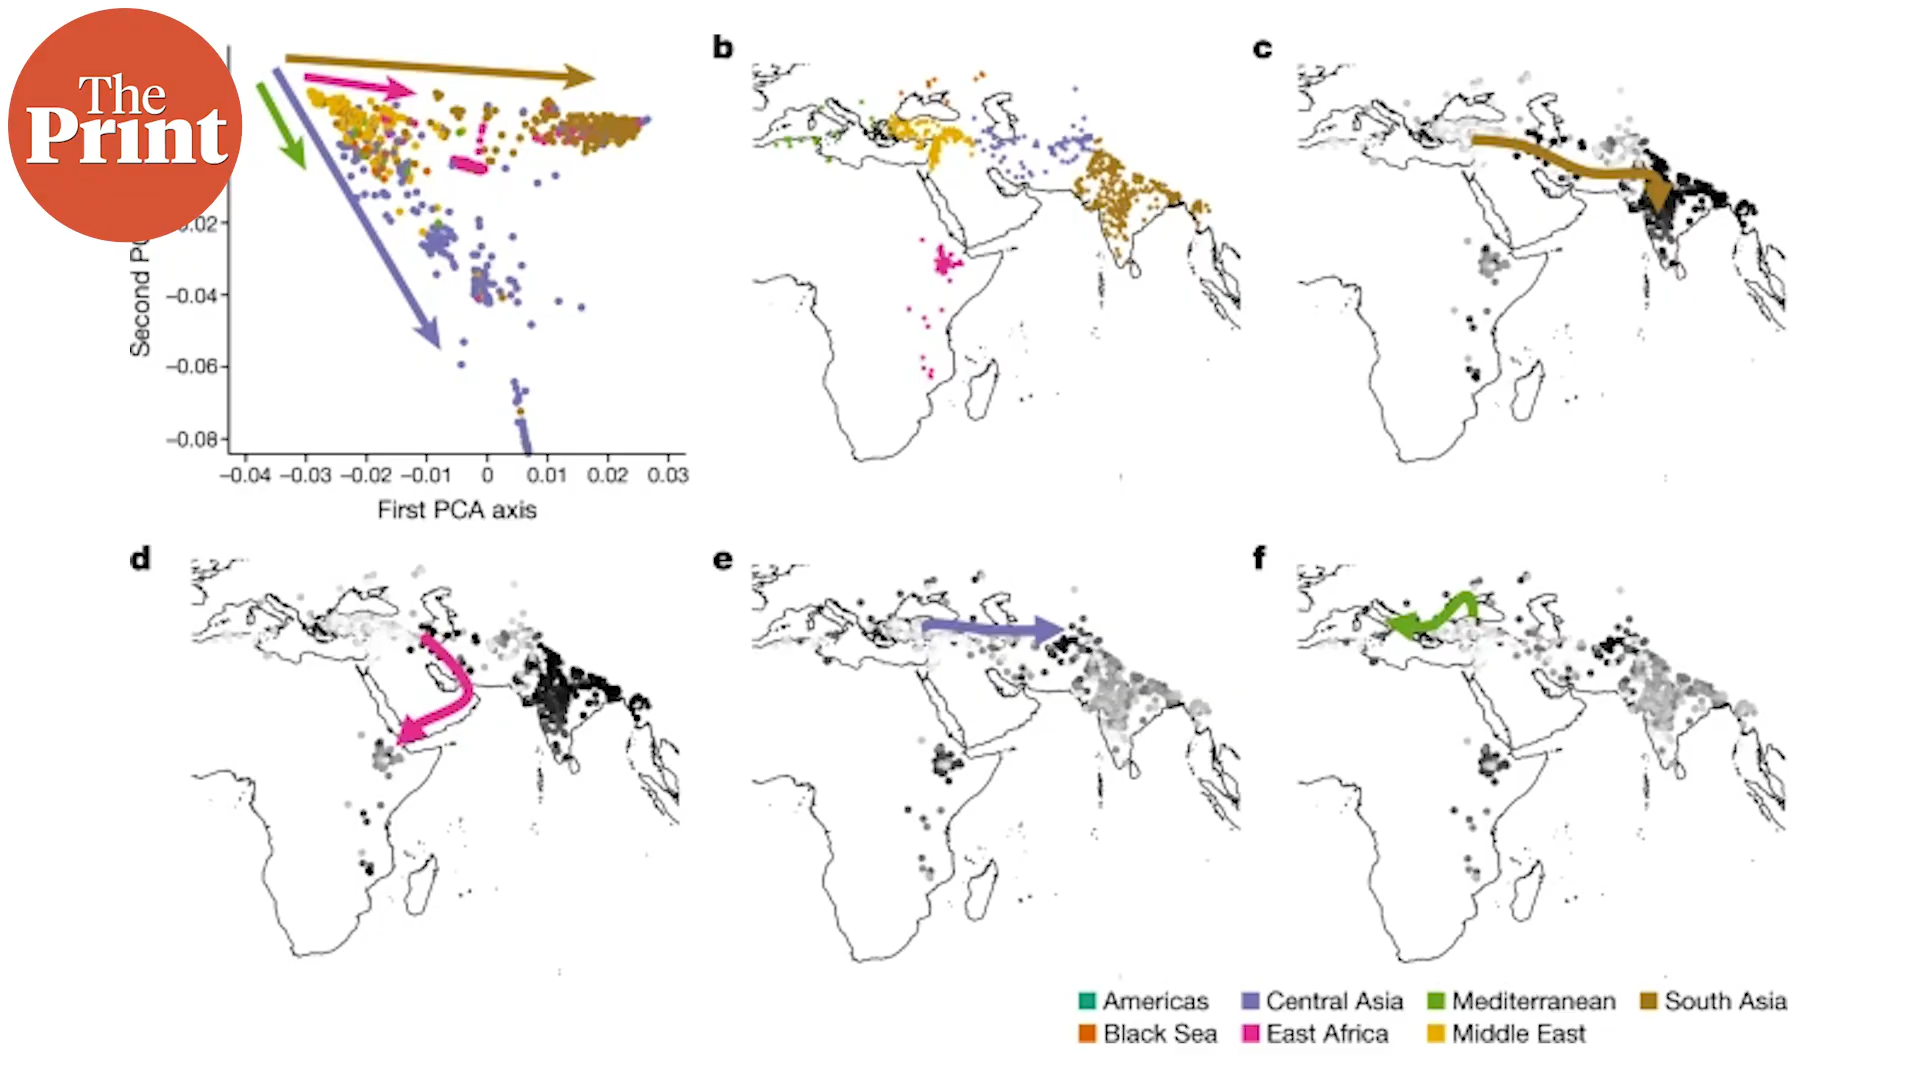 The
Print
b
c
0.02
−0.04
−0.06
−0.08
Second P
−0.04 −0.03 −0.02 −0.01 0 0.01 0.02 0.03
First PCA axis
d
e
f
Americas Central Asia Mediterranean South Asia
Black Sea East Africa Middle East